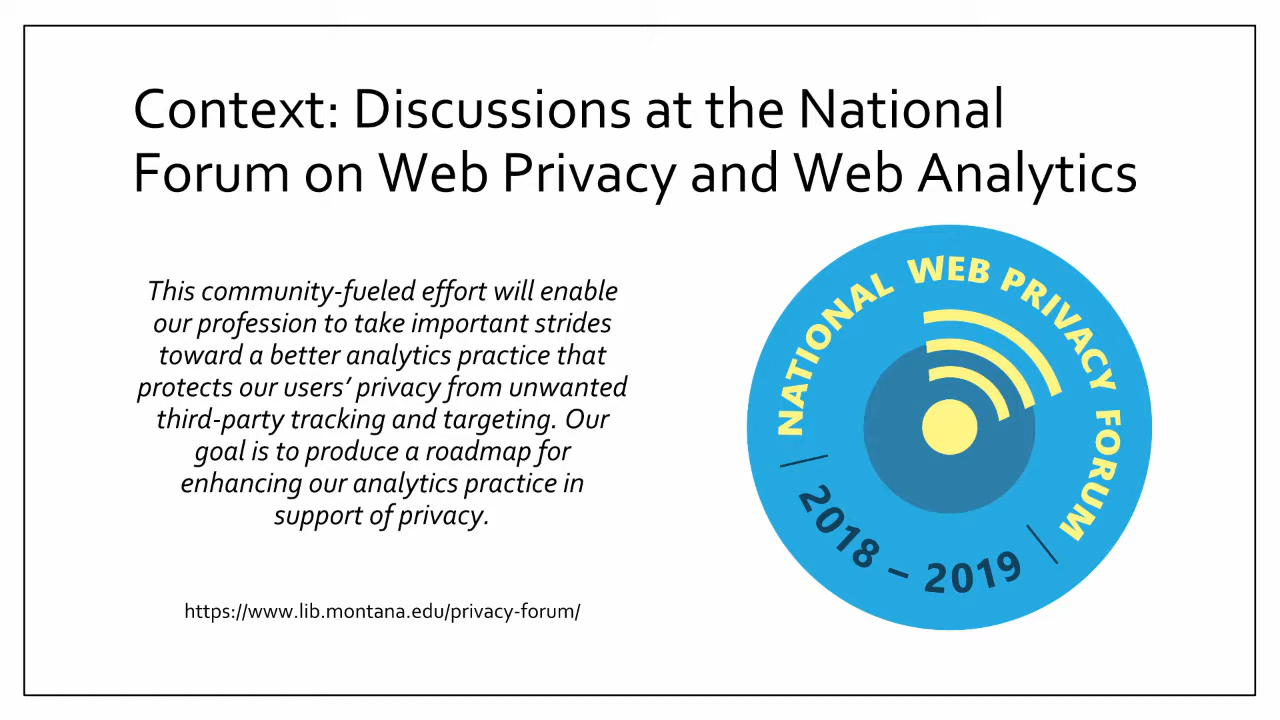 Context: Discussions at the National
Forum on Web Privacy and Web Analytics
This community-fueled effort will enable
our profession to take important strides
toward a better analytics practice that
protects our users’ privacy from unwanted
third-party tracking and targeting. Our
goal is to produce a roadmap for
enhancing our analytics practice in
support of privacy.
https://www.lib.montana.edu/privacy-forum/
NATIONAL WEB PRIVACY FORUM
| 2018 – 2019 |